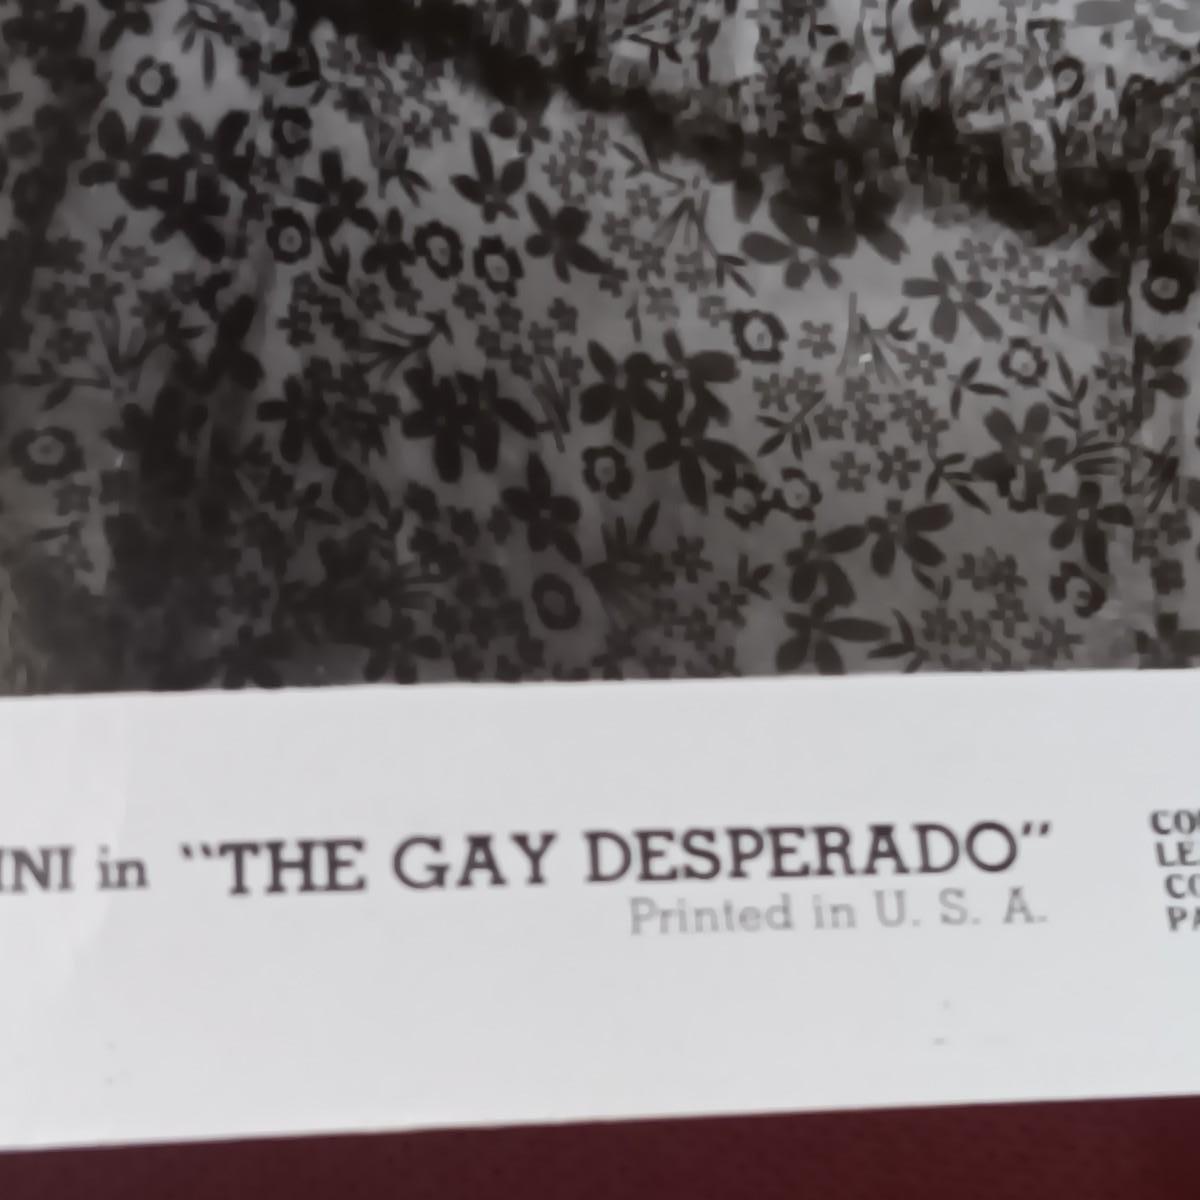 INI in "THE GAY DESPERADO"
Printed in U. S. A.
CO
LE
CO
PA